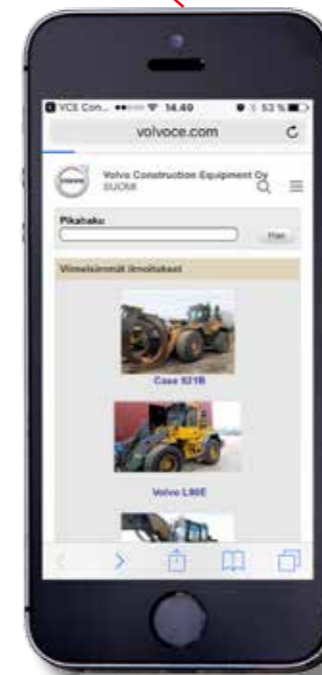 VCE Con... 14.49 53 %
volvoce.com
Volvo Construction Equipment Oy
SUOMI
Pikahaku
Hae
Viimeisimmät ilmoitukset
Case 821B
Volvo L90E